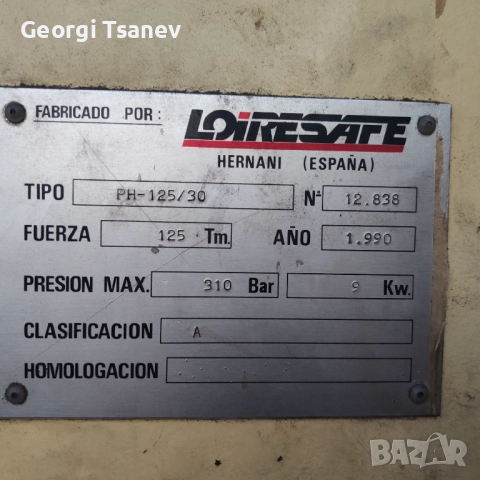 Georgi Tsanev
FABRICADO POR: LOIRESAFE
HERNANI (ESPAÑA)
TIPO PH-125/30 Nº 12.838
FUERZA 125 Tm. AÑO 1.990
PRESION MAX. 310 Bar 9 Kw.
CLASIFICACION A
HOMOLOGACION
BAZAR